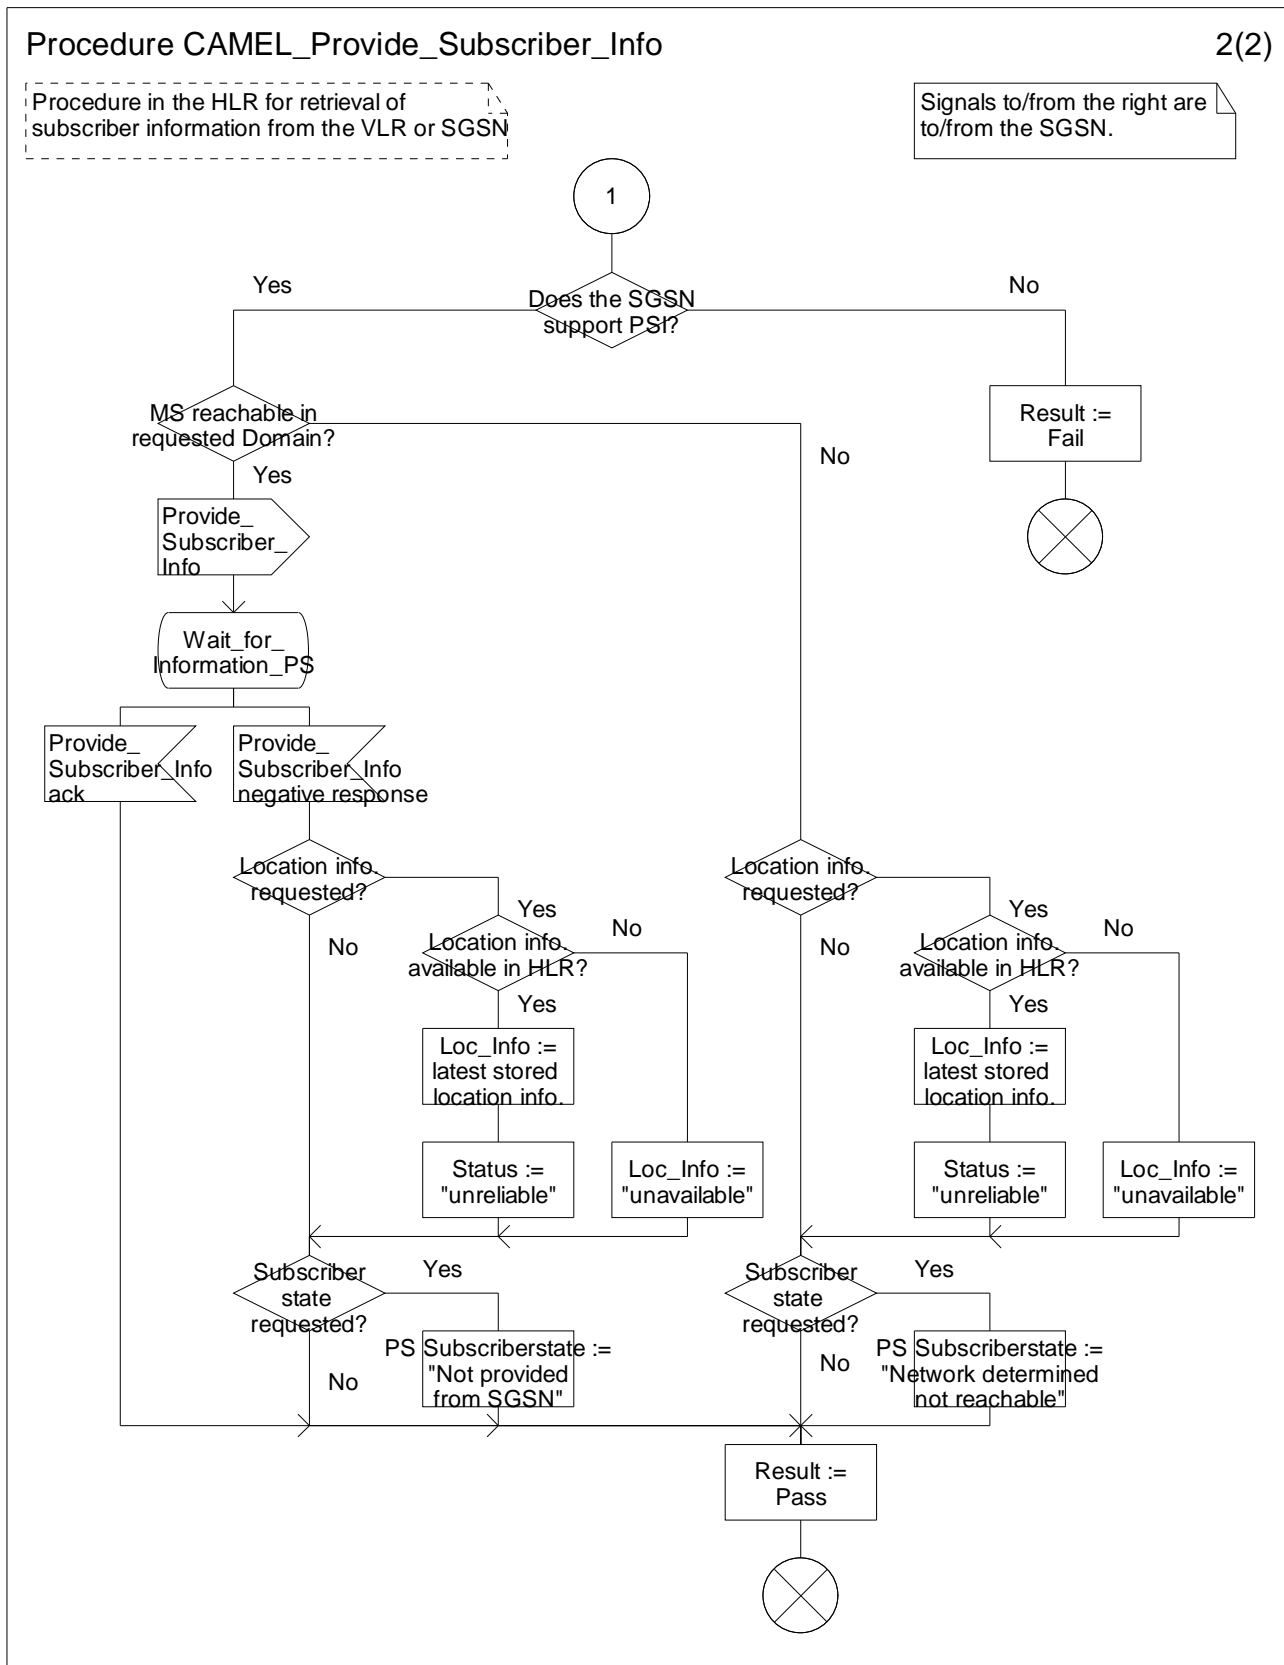 Procedure CAMEL_Provide_Subscriber_Info
2(2)
Procedure in the HLR for retrieval of
subscriber information from the VLR or SGSN
Signals to/from the right are
to/from the SGSN.
1
Yes
Does the SGSN
support PSI?
No
MS reachable in
requested Domain?
Result :=
Fail
No
Yes
Provide_
Subscriber_
Info
Wait_for_
Information_PS
Provide_
Subscriber_Info
ack
Provide_
Subscriber_Info
negative response
Location info.
requested?
Yes
No
No
Location info.
available in HLR?
Yes
Loc_Info :=
latest stored
location info.
Status :=
"unreliable"
Loc_Info :=
"unavailable"
Location info.
requested?
Yes
No
No
Location info.
available in HLR?
Yes
Loc_Info :=
latest stored
location info.
Status :=
"unreliable"
Loc_Info :=
"unavailable"
Subscriber
state
requested?
Yes
No
PS Subscriberstate :=
"Not provided
from SGSN"
Subscriber
state
requested?
Yes
No
PS Subscriberstate :=
"Network determined
not reachable"
Result :=
Pass